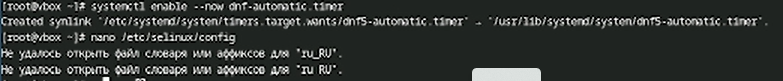 [root@vbox ~]# systemctl enable --now dnf-automatic.timer
Created symlink '/etc/systemd/system/timers.target.wants/dnf5-automatic.timer' → '/usr/lib/systemd/system/dnf5-automatic.timer'.
[root@vbox ~]# nano /etc/selinux/config
Не удалось открыть файл словаря или аффиксов для "ru_RU".
Не удалось открыть файл словаря или аффиксов для "ru_RU".